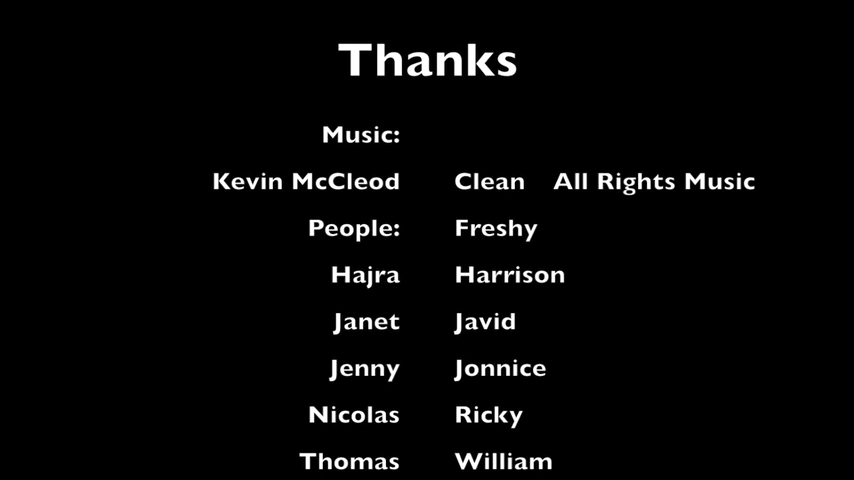 Thanks
Music:
Kevin McCleod Clean All Rights Music
People: Freshy
Hajra Harrison
Janet Javid
Jenny Jonnice
Nicolas Ricky
Thomas William